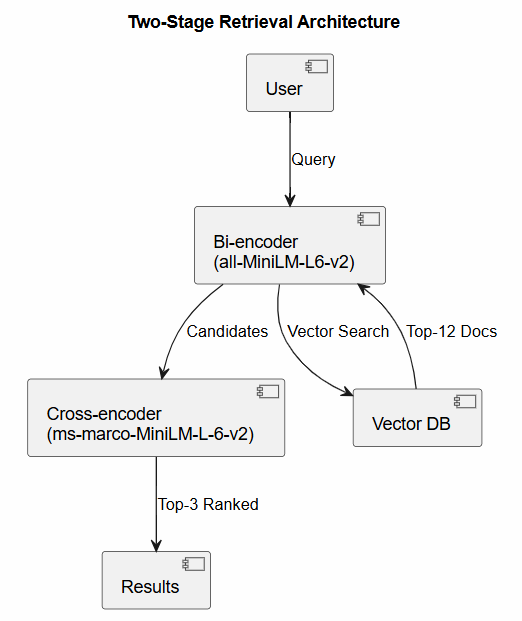 Two-Stage Retrieval Architecture
User
Query
Bi-encoder
(all-MiniLM-L6-v2)
Candidates
Vector Search
Top-12 Docs
Cross-encoder
(ms-marco-MiniLM-L-6-v2)
Vector DB
Top-3 Ranked
Results